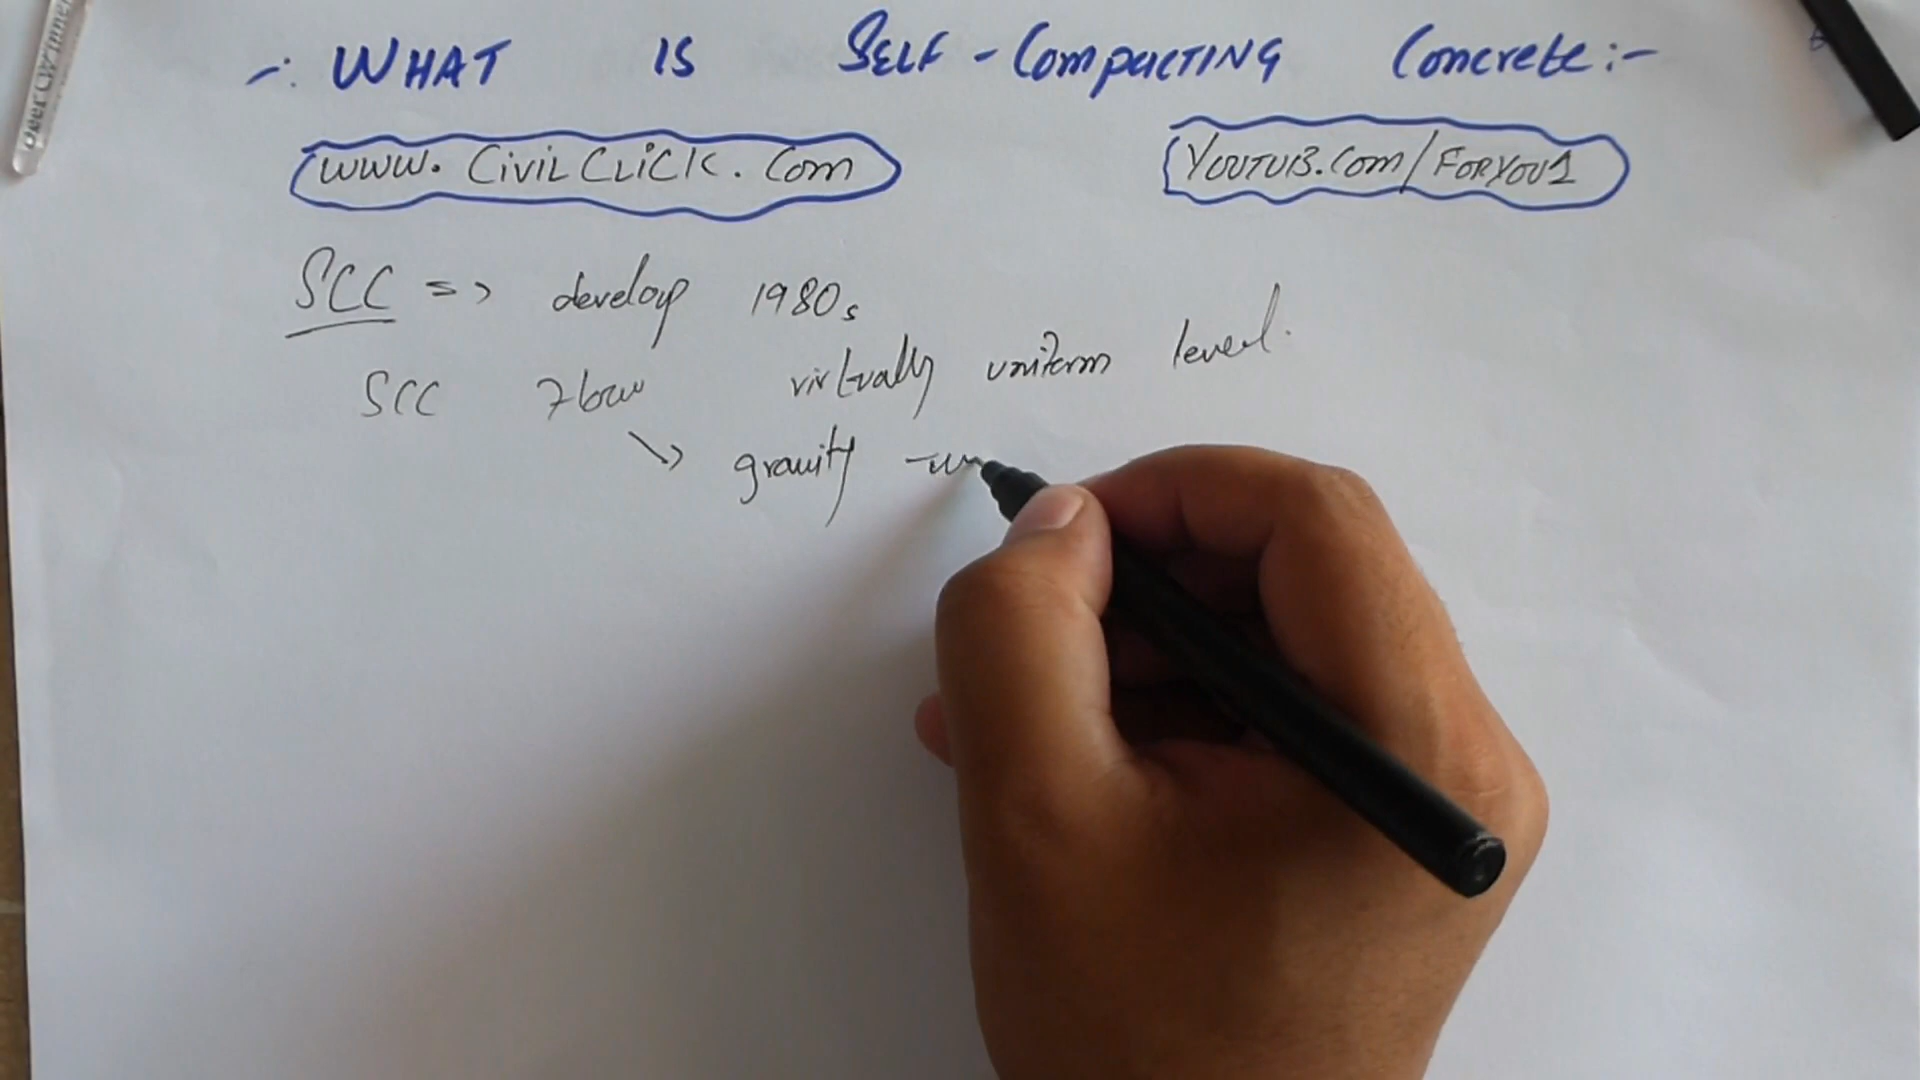 -: WHAT IS SELF-COMPACTING CONCRETE:-
WWW.CIVILCLICK.COM YOUTUB.COM/FORYOU1
SCC => develop 1980s
SCC flow virtually uniform level.
gravity